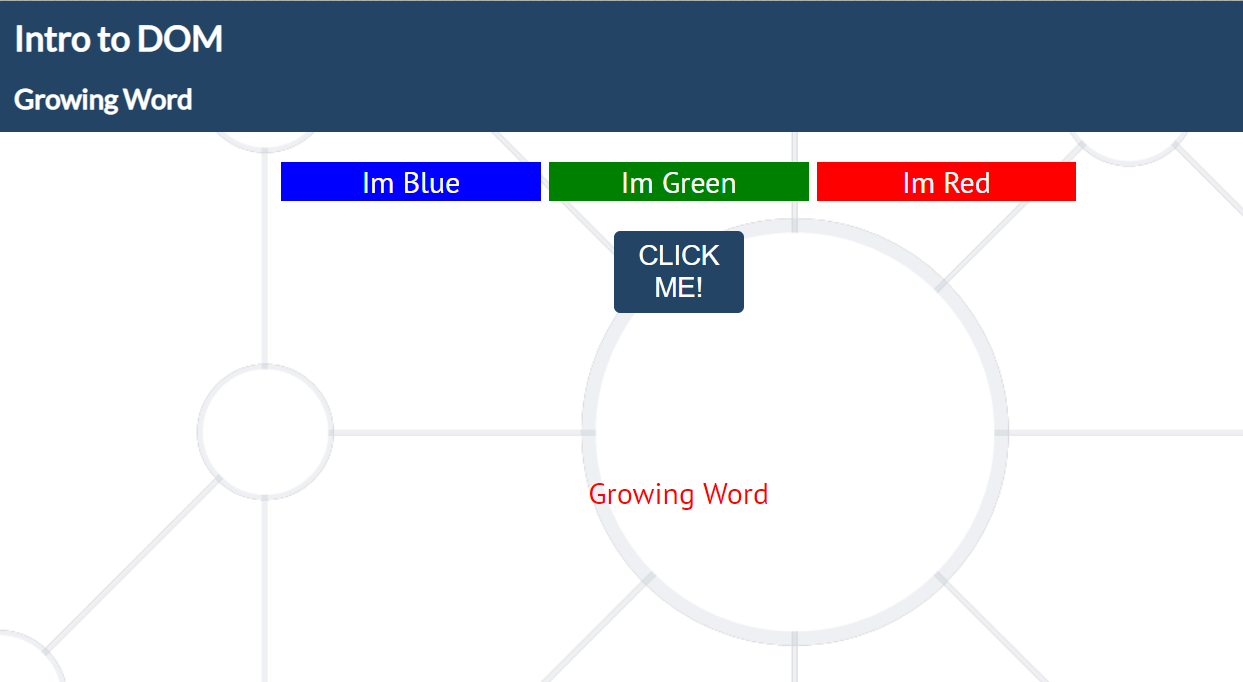 Intro to DOM
Growing Word
Im Blue
Im Green
Im Red
CLICK
ME!
Growing Word